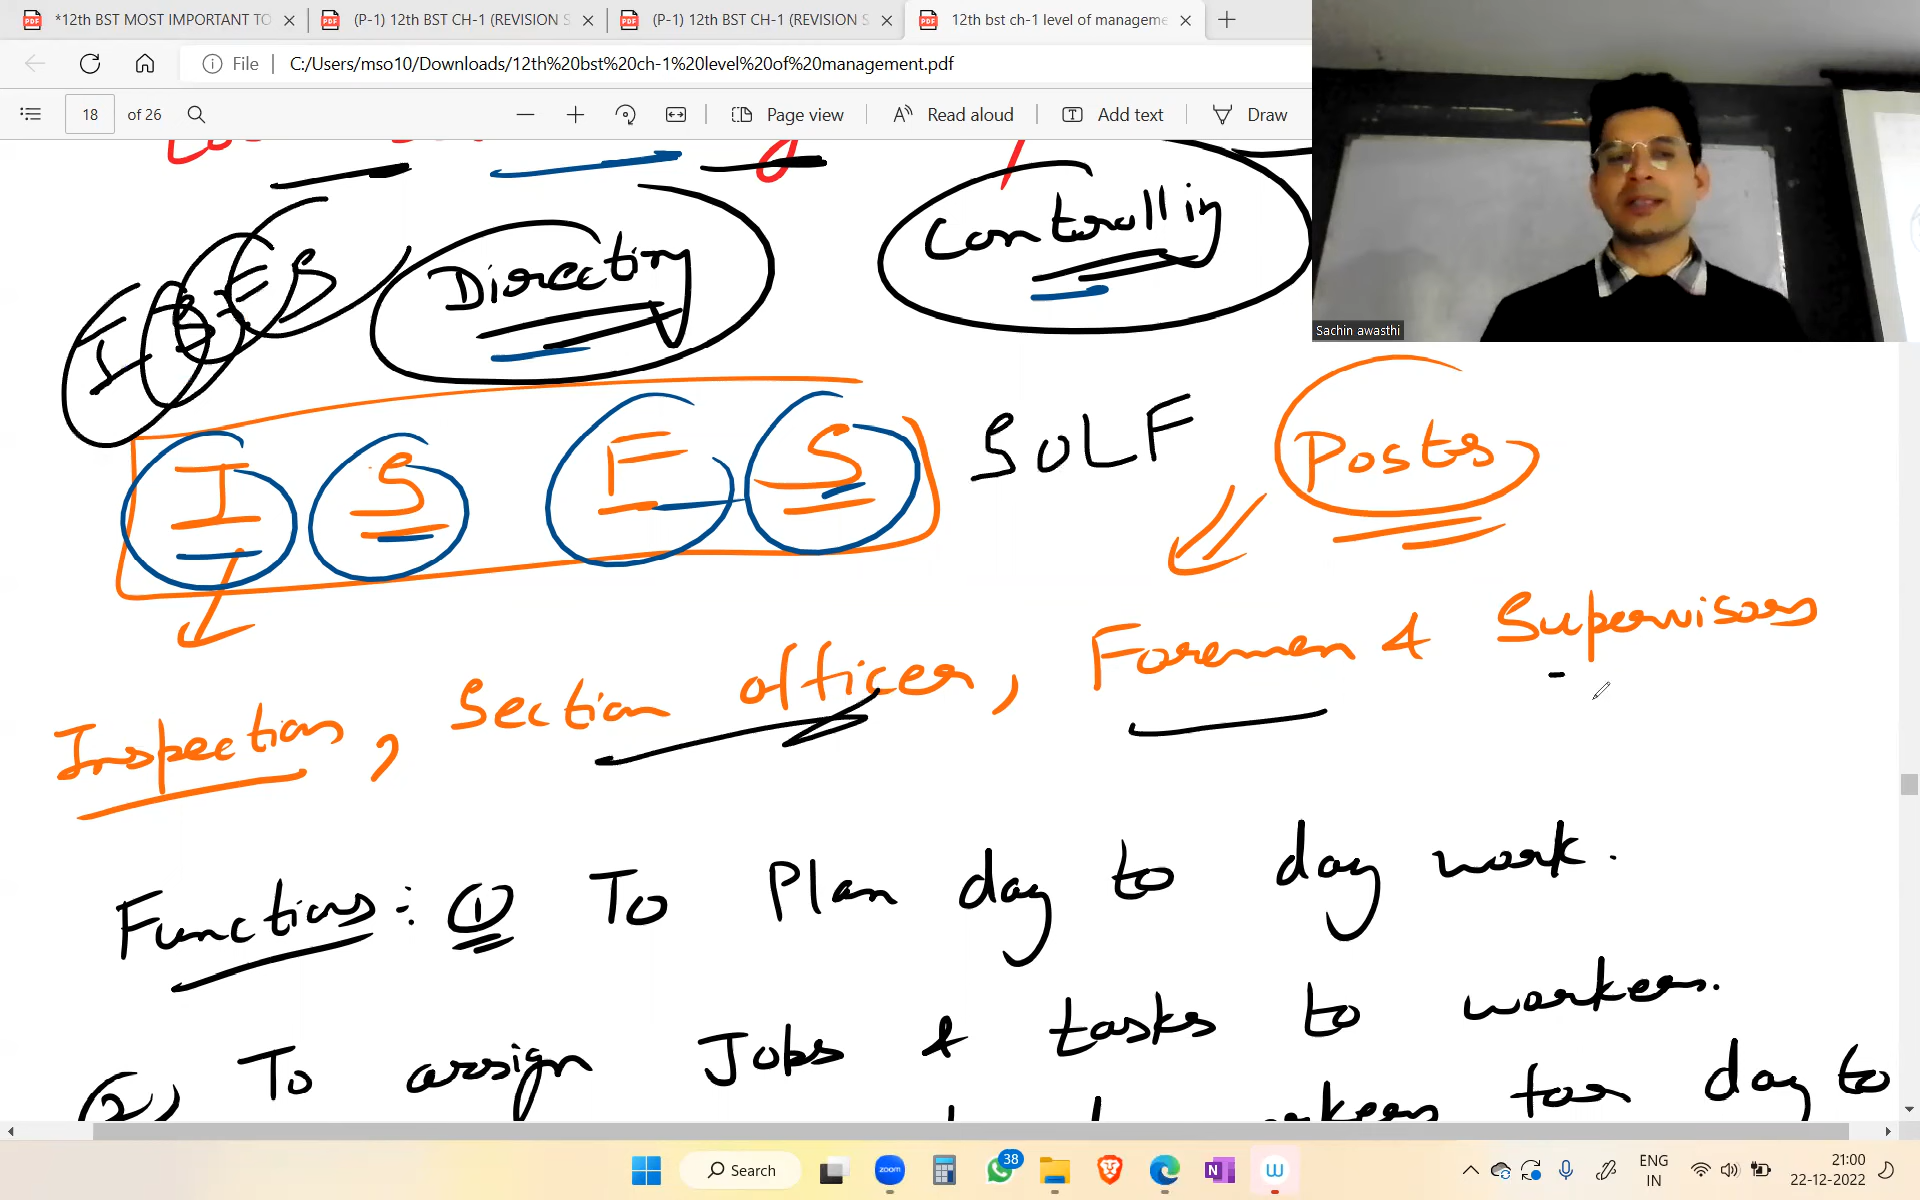 *12th BST MOST IMPORTANT TO
(P-1) 12th BST CH-1 (REVISION S
(P-1) 12th BST CH-1 (REVISION S
12th bst ch-1 level of manageme
File
C:/Users/mso10/Downloads/12th%20bst%20ch-1%20level%20of%20management.pdf
18 of 26
Page view
Read aloud
Add text
Draw
Sachin awasthi
Directing
Controlling
I S F S
I S F S
SOLF
Posts
Inspection, Section officer, Foremen & Supervisors
Functions:- ① To Plan day to day work.
② To assign Jobs & tasks to workers.
workers for day to
Search
zoom
38
ENG
IN
21:00
22-12-2022